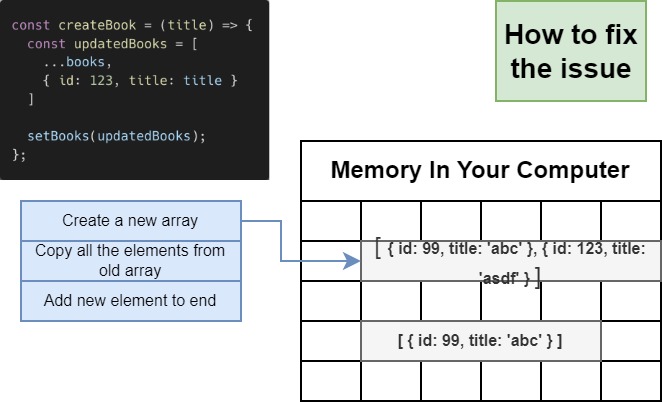 const createBook = (title) => {
  const updatedBooks = [
    ...books,
    { id: 123, title: title }
  ]

  setBooks(updatedBooks);
};
How to fix
the issue
Memory In Your Computer
Create a new array
Copy all the elements from
old array
Add new element to end
[ { id: 99, title: 'abc' }, { id: 123, title:
'asdf' } ]
[ { id: 99, title: 'abc' } ]